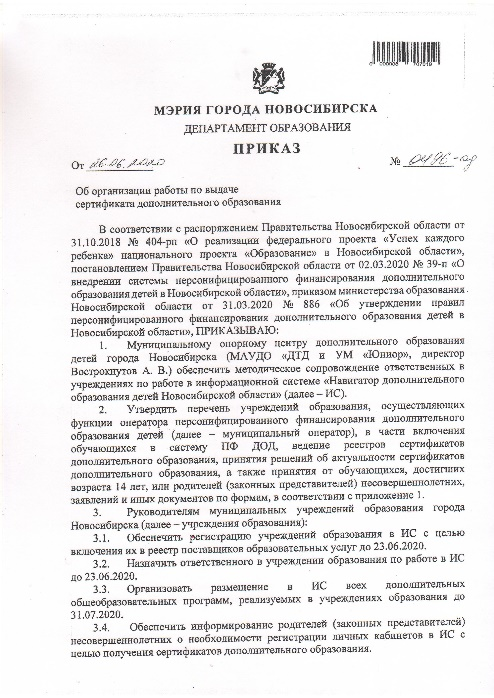 МЭРИЯ ГОРОДА НОВОСИБИРСКА
ДЕПАРТАМЕНТ ОБРАЗОВАНИЯ
ПРИКАЗ
От 26.06.2020 № 0496-од
Об организации работы по выдаче
сертификата дополнительного образования
В соответствии с распоряжением Правительства Новосибирской области от
31.10.2018 № 404-рп «О реализации федерального проекта «Успех каждого
ребенка» национального проекта «Образование» в Новосибирской области»,
постановлением Правительства Новосибирской области от 02.03.2020 № 39-п «О
внедрении системы персонифицированного финансирования дополнительного
образования детей в Новосибирской области», приказом министерства образования
Новосибирской области от 31.03.2020 № 886 «Об утверждении правил
персонифицированного финансирования дополнительного образования детей в
Новосибирской области», ПРИКАЗЫВАЮ:
1. Муниципальному опорному центру дополнительного образования
детей города Новосибирска (МАУДО «ДТД и УМ «Юниор», директор
Вострокнутов А. В.) обеспечить методическое сопровождение ответственных в
учреждениях по работе в информационной системе «Навигатор дополнительного
образования детей Новосибирской области» (далее – ИС).
2. Утвердить перечень учреждений образования, осуществляющих
функции оператора персонифицированного финансирования дополнительного
образования детей (далее – муниципальный оператор), в части включения
обучающихся в систему ПФ ДОД, ведение реестров сертификатов
дополнительного образования, принятия решений об актуальности сертификатов
дополнительного образования, а также принятия от обучающихся, достигших
возраста 14 лет, или родителей (законных представителей) несовершеннолетних,
заявлений и иных документов по формам, в соответствии с приложение 1.
3. Руководителям муниципальных учреждений образования города
Новосибирска (далее – учреждения образования):
3.1. Обеспечить регистрацию учреждений образования в ИС с целью
включения их в реестр поставщиков образовательных услуг до 23.06.2020.
3.2. Назначить ответственного в учреждении образования по работе в ИС
до 23.06.2020.
3.3. Организовать размещение в ИС всех дополнительных
общеобразовательных программ, реализуемых в учреждениях образования до
31.07.2020.
3.4. Обеспечить информирование родителей (законных представителей)
несовершеннолетних о необходимости регистрации личных кабинетов в ИС с
целью получения сертификатов дополнительного образования.